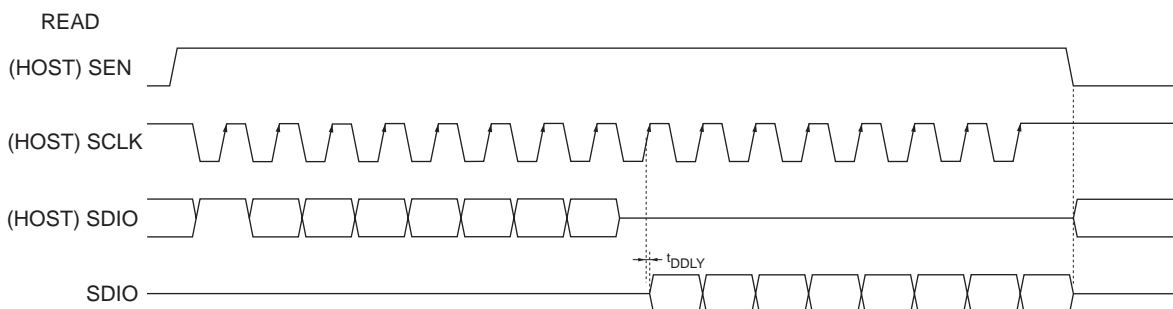 READ
(HOST) SEN
(HOST) SCLK
(HOST) SDIO
tDDLY
SDIO